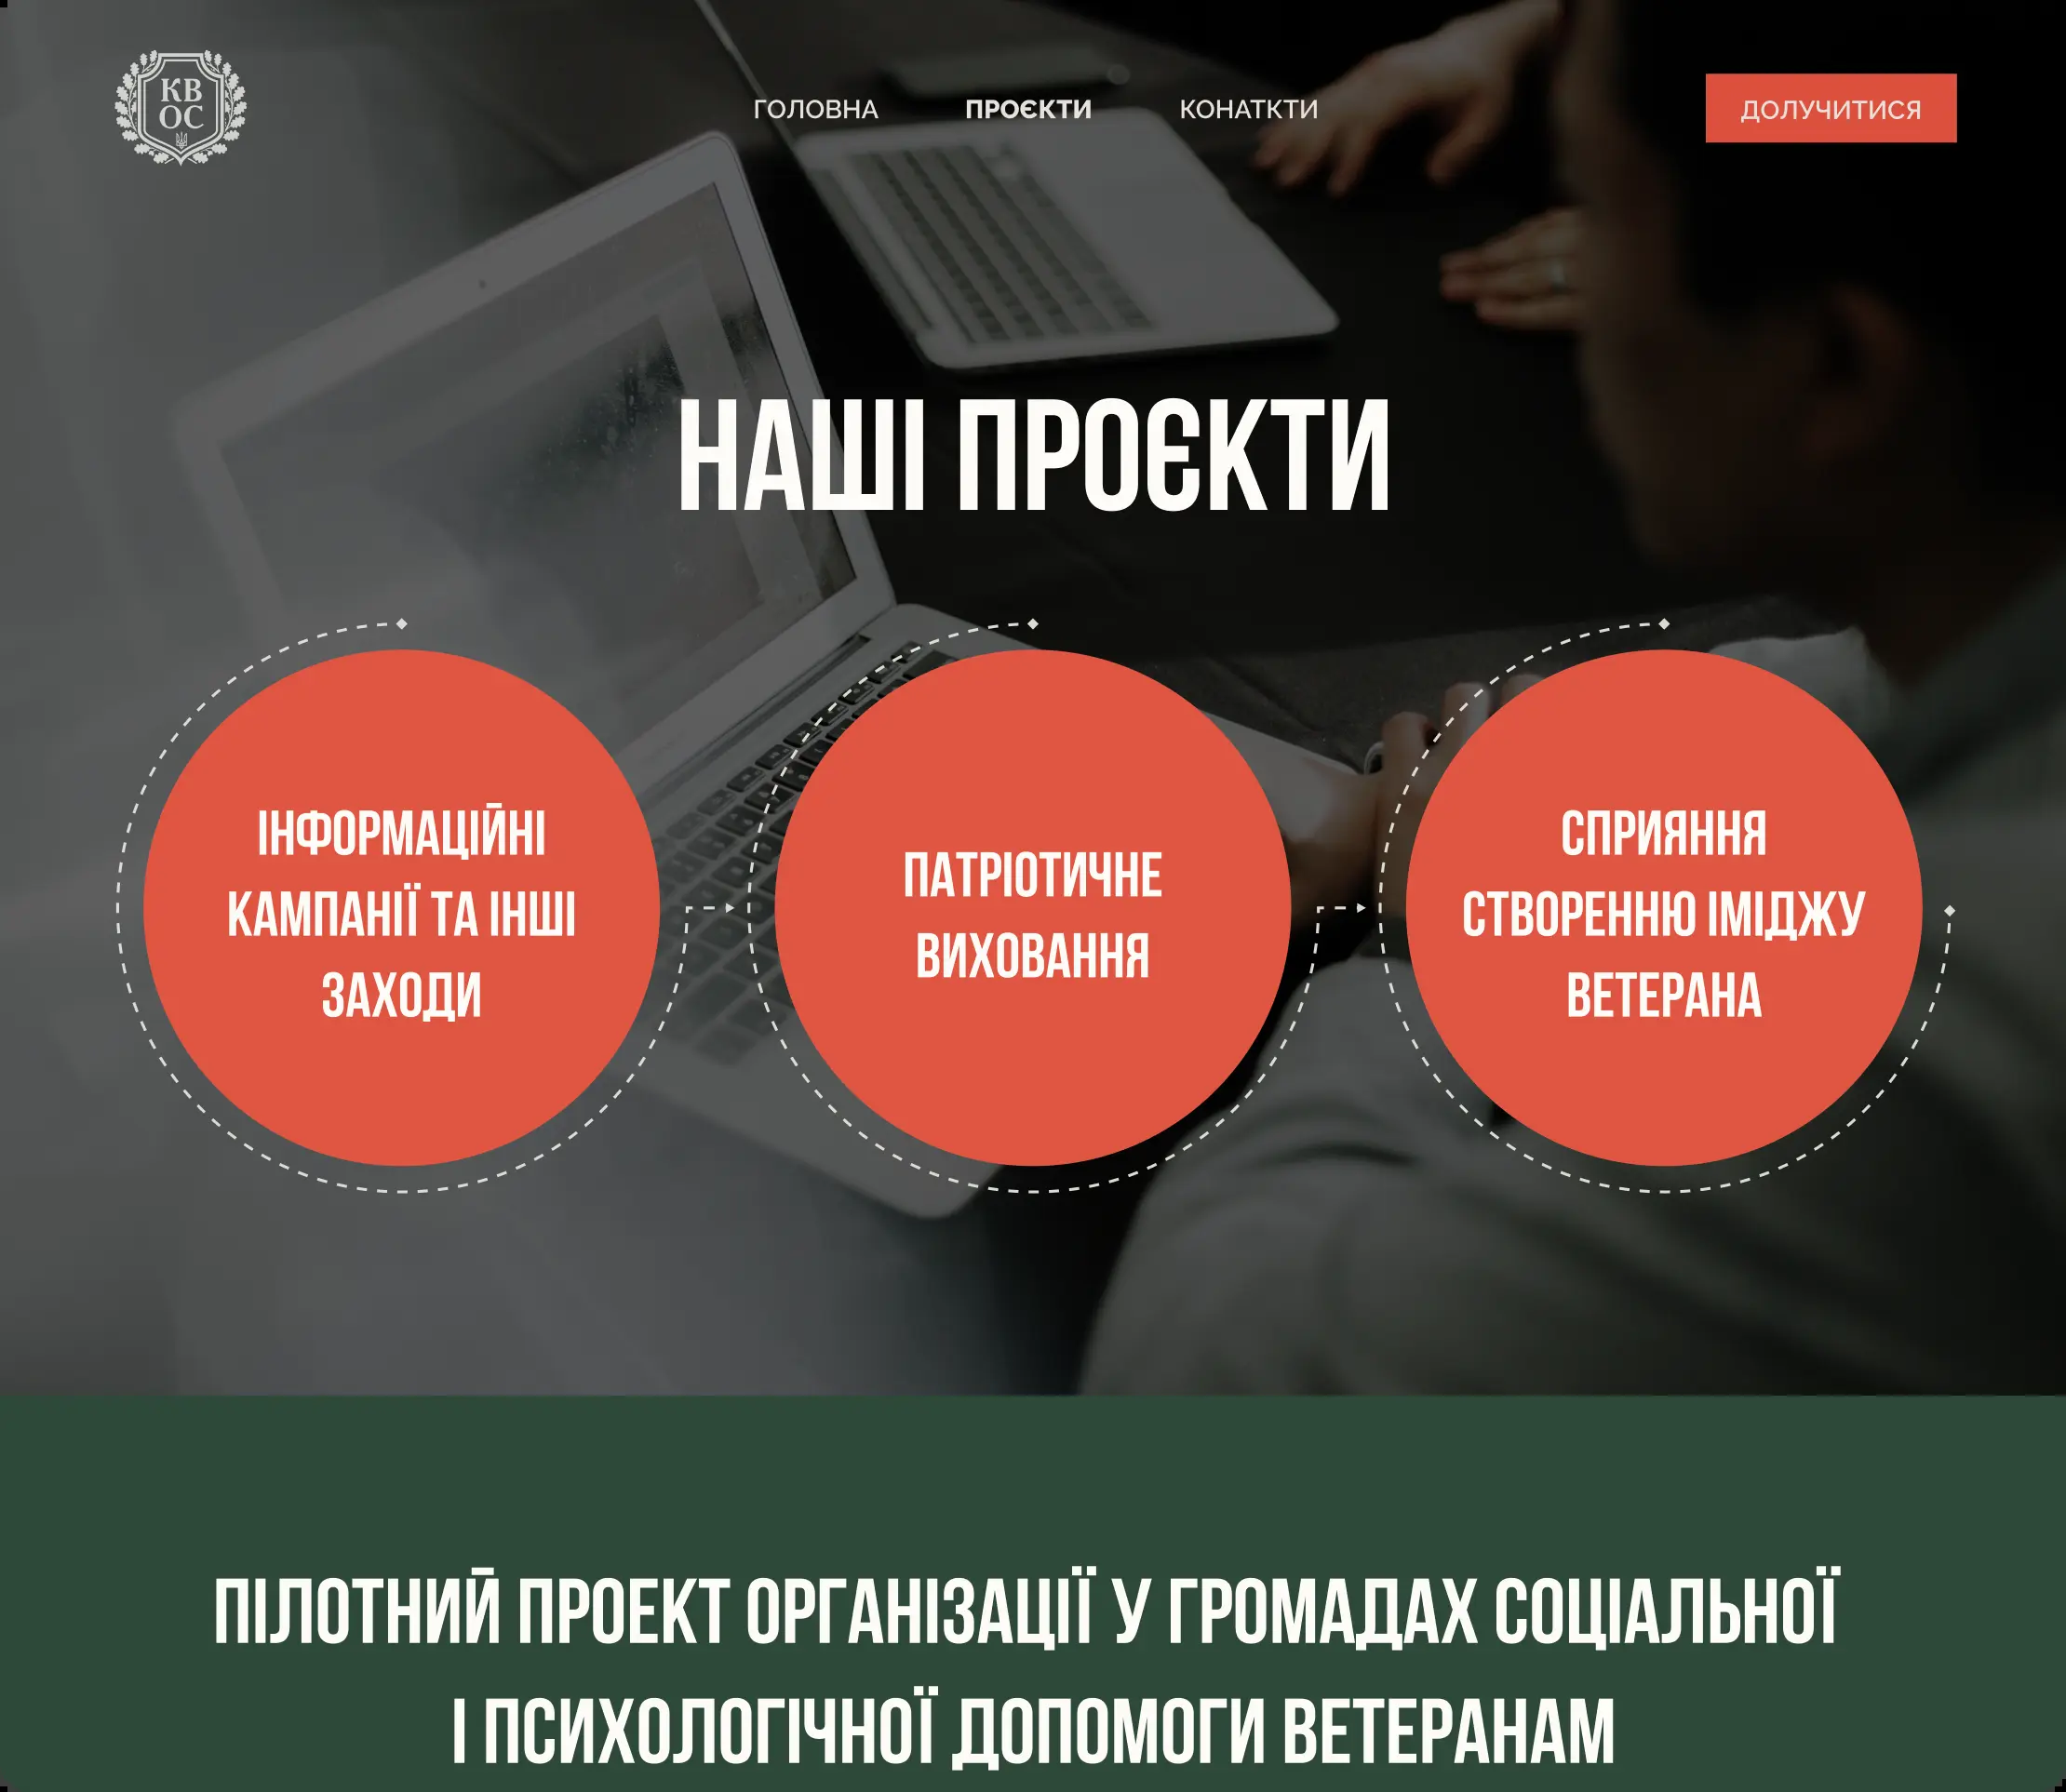 КВ
ОС
ГОЛОВНА ПРОЄКТИ КОНАТКТИ ДОЛУЧИТИСЯ
НАШІ ПРОЄКТИ
ІНФОРМАЦІЙНІ
КАМПАНІЇ ТА ІНШІ
ЗАХОДИ
ПАТРІОТИЧНЕ
ВИХОВАННЯ
СПРИЯННЯ
СТВОРЕННЮ ІМІДЖУ
ВЕТЕРАНА
ПІЛОТНИЙ ПРОЕКТ ОРГАНІЗАЦІЇ У ГРОМАДАХ СОЦІАЛЬНОЇ
І ПСИХОЛОГІЧНОЇ ДОПОМОГИ ВЕТЕРАНАМ